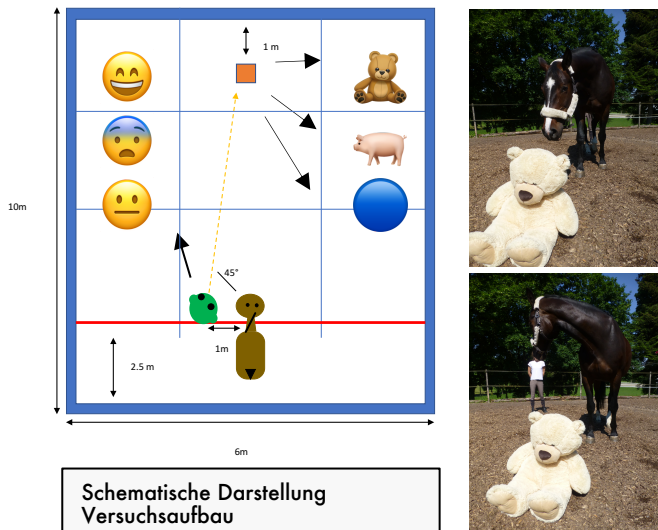 1 m
10m
45°
1m
2.5 m
6m
Schematische Darstellung
Versuchsaufbau